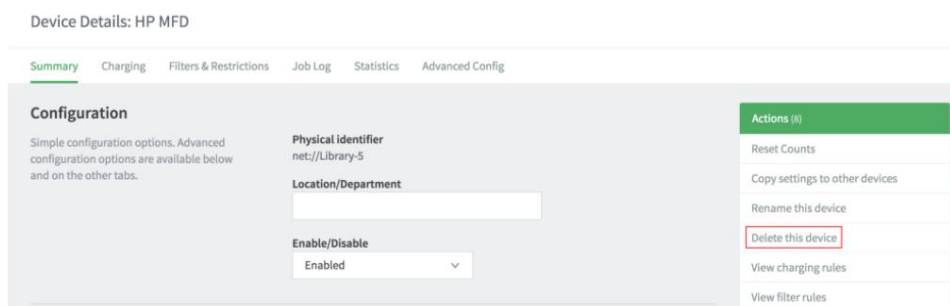 Device Details: HP MFD
Summary Charging Filters & Restrictions Job Log Statistics Advanced Config
Configuration
Simple configuration options. Advanced
configuration options are available below
and on the other tabs.
Physical identifier
net://Library-5
Location/Department
Enable/Disable
Enabled
Actions (8)
Reset Counts
Copy settings to other devices
Rename this device
Delete this device
View charging rules
View filter rules